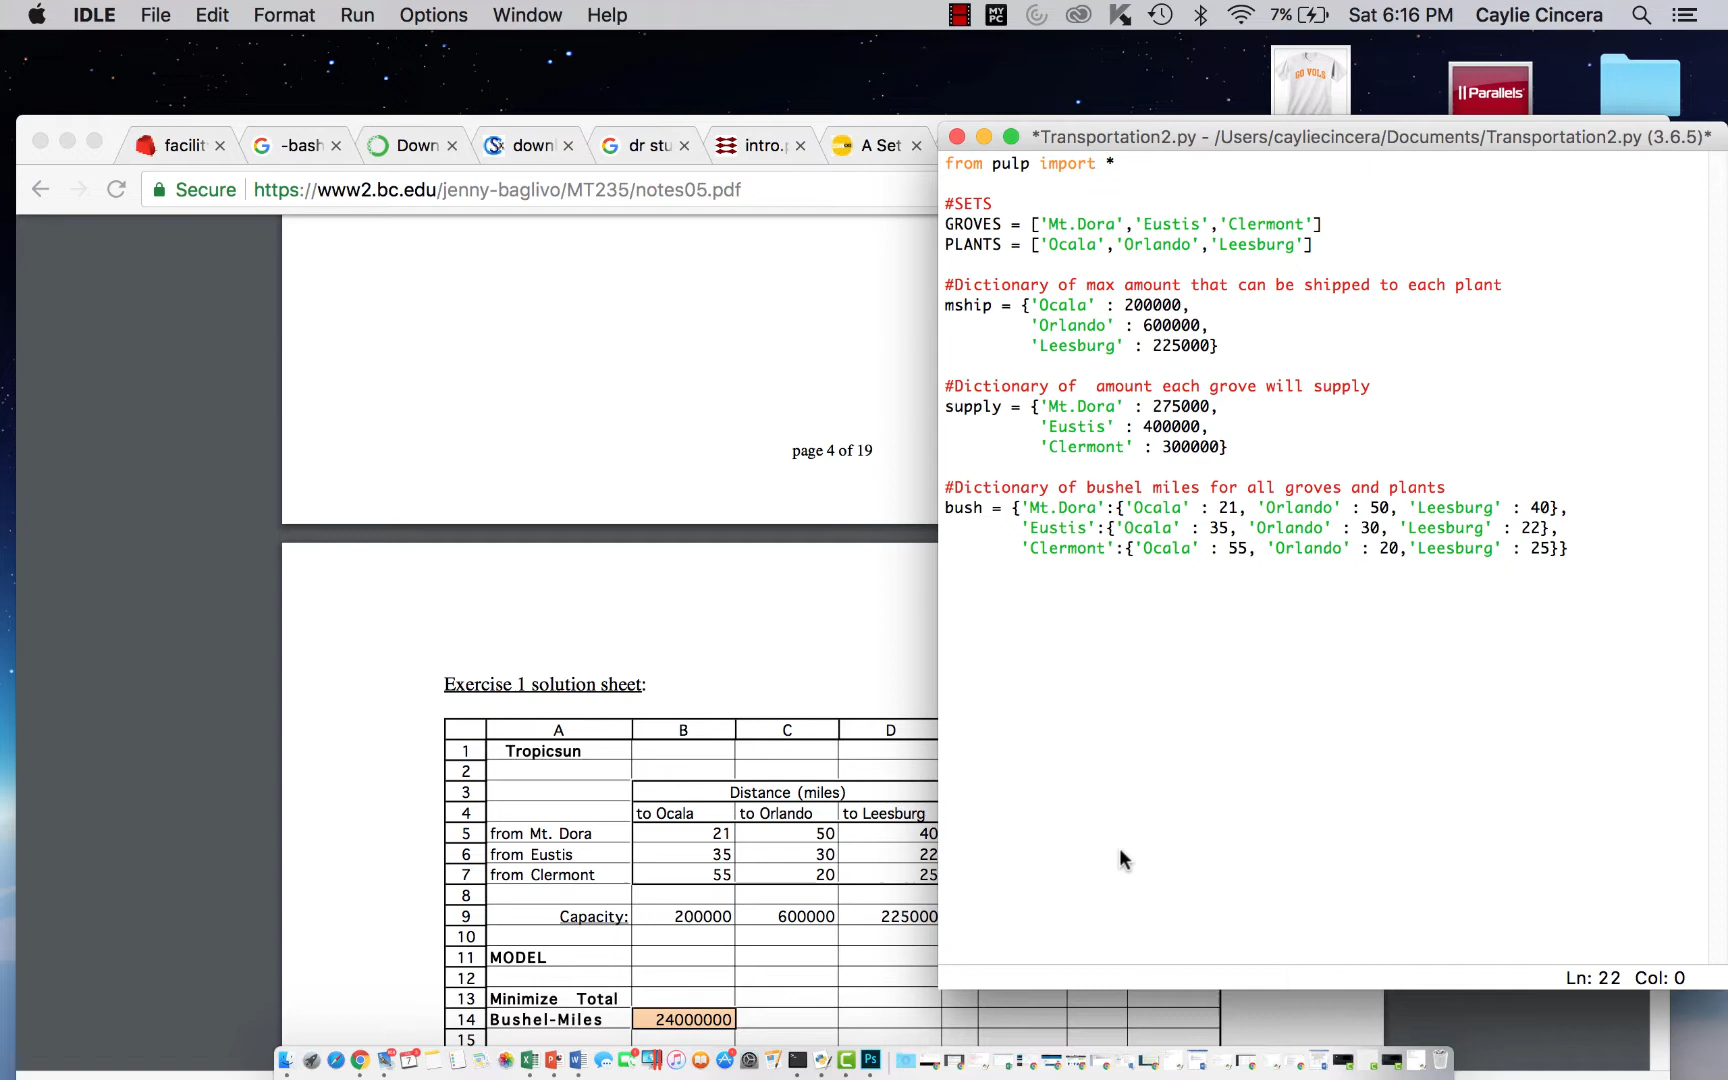 IDLE File Edit Format Run Options Window Help
MY PC 7% Sat 6:16 PM Caylie Cincera
GO VOLS
Parallels
facilit -bash Down downl dr stu intro.p A Set
*Transportation2.py - /Users/cayliecincera/Documents/Transportation2.py (3.6.5)*
Secure https://www2.bc.edu/jenny-baglivo/MT235/notes05.pdf
from pulp import *
#SETS
GROVES = ['Mt.Dora','Eustis','Clermont']
PLANTS = ['Ocala','Orlando','Leesburg']
#Dictionary of max amount that can be shipped to each plant
mship = {'Ocala' : 200000,
'Orlando' : 600000,
'Leesburg' : 225000}
#Dictionary of  amount each grove will supply
supply = {'Mt.Dora' : 275000,
'Eustis' : 400000,
'Clermont' : 300000}
#Dictionary of bushel miles for all groves and plants
bush = {'Mt.Dora':{'Ocala' : 21, 'Orlando' : 50, 'Leesburg' : 40},
'Eustis':{'Ocala' : 35, 'Orlando' : 30, 'Leesburg' : 22},
'Clermont':{'Ocala' : 55, 'Orlando' : 20,'Leesburg' : 25}}
Ln: 22 Col: 0
page 4 of 19
Exercise 1 solution sheet:
A B C D
1 Tropicsun
2
3 Distance (miles)
4 to Ocala to Orlando to Leesburg
5 from Mt. Dora 21 50 40
6 from Eustis 35 30 22
7 from Clermont 55 20 25
8
9 Capacity: 200000 600000 225000
10
11 MODEL
12
13 Minimize Total
14 Bushel-Miles 24000000
15